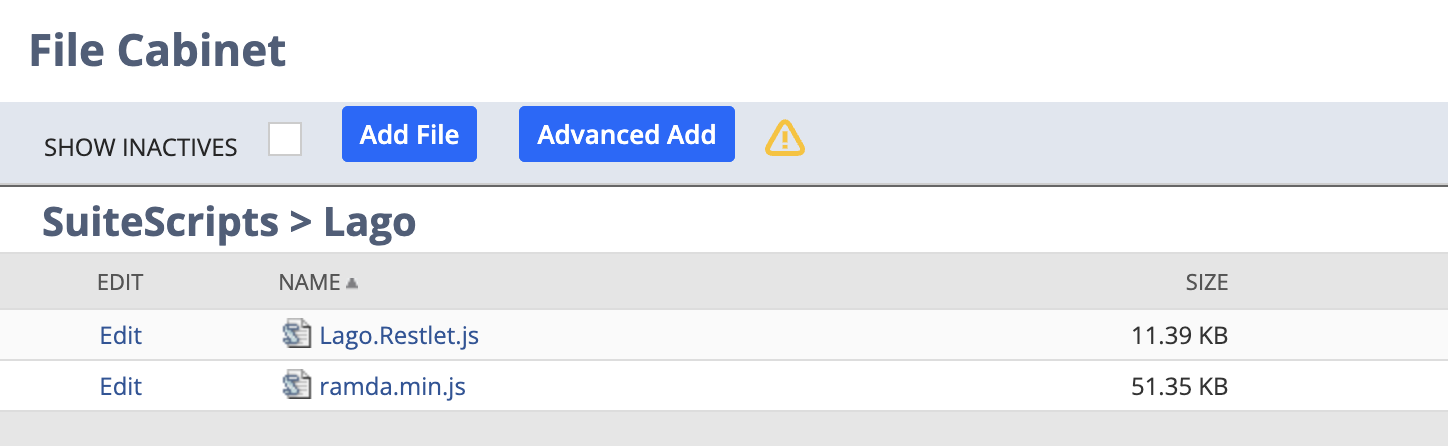 File Cabinet
SHOW INACTIVES Add File Advanced Add
SuiteScripts > Lago
EDIT NAME SIZE
Edit Lago.Restlet.js 11.39 KB
Edit ramda.min.js 51.35 KB